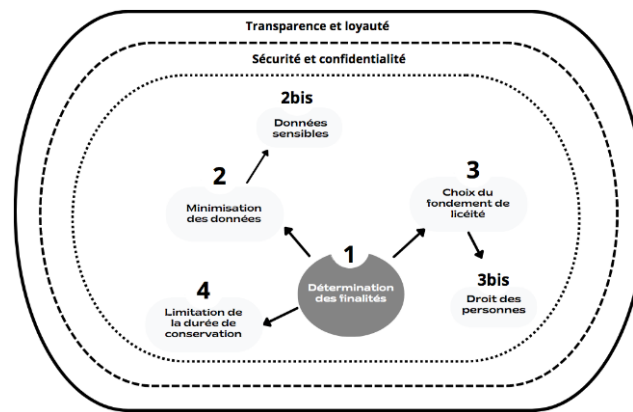 Transparence et loyauté
Sécurité et confidentialité
2bis
Données
sensibles
2
Minimisation
des données
3
Choix du
fondement de
licéité
1
Détermination
des finalités
3bis
Droit des
personnes
4
Limitation de
la durée de
conservation